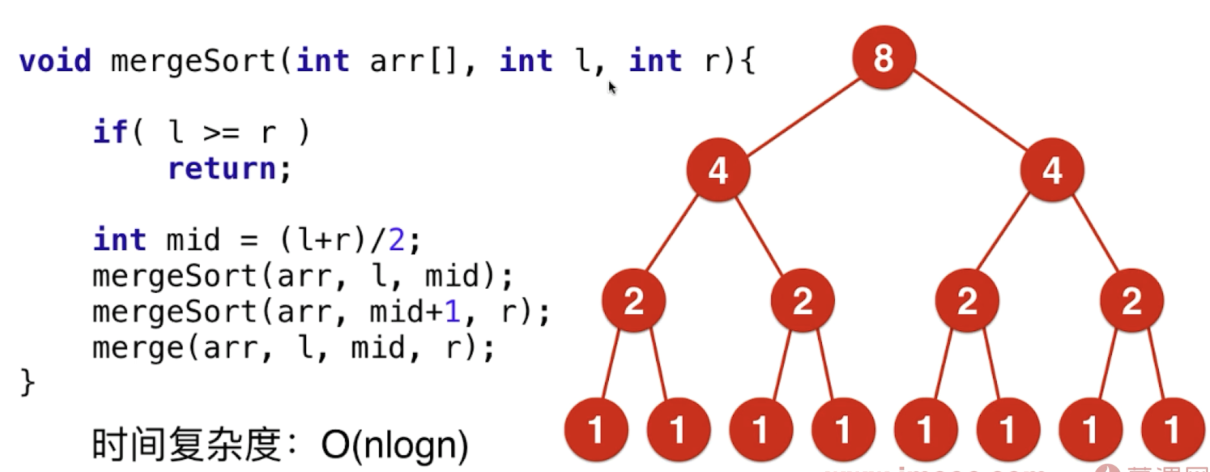 void mergeSort(int arr[], int l, int r){
if( l >= r )
return;
int mid = (l+r)/2;
mergeSort(arr, l, mid);
mergeSort(arr, mid+1, r);
merge(arr, l, mid, r);
}
时间复杂度：O(nlogn)
8
4 4
2 2 2 2
1 1 1 1 1 1 1 1